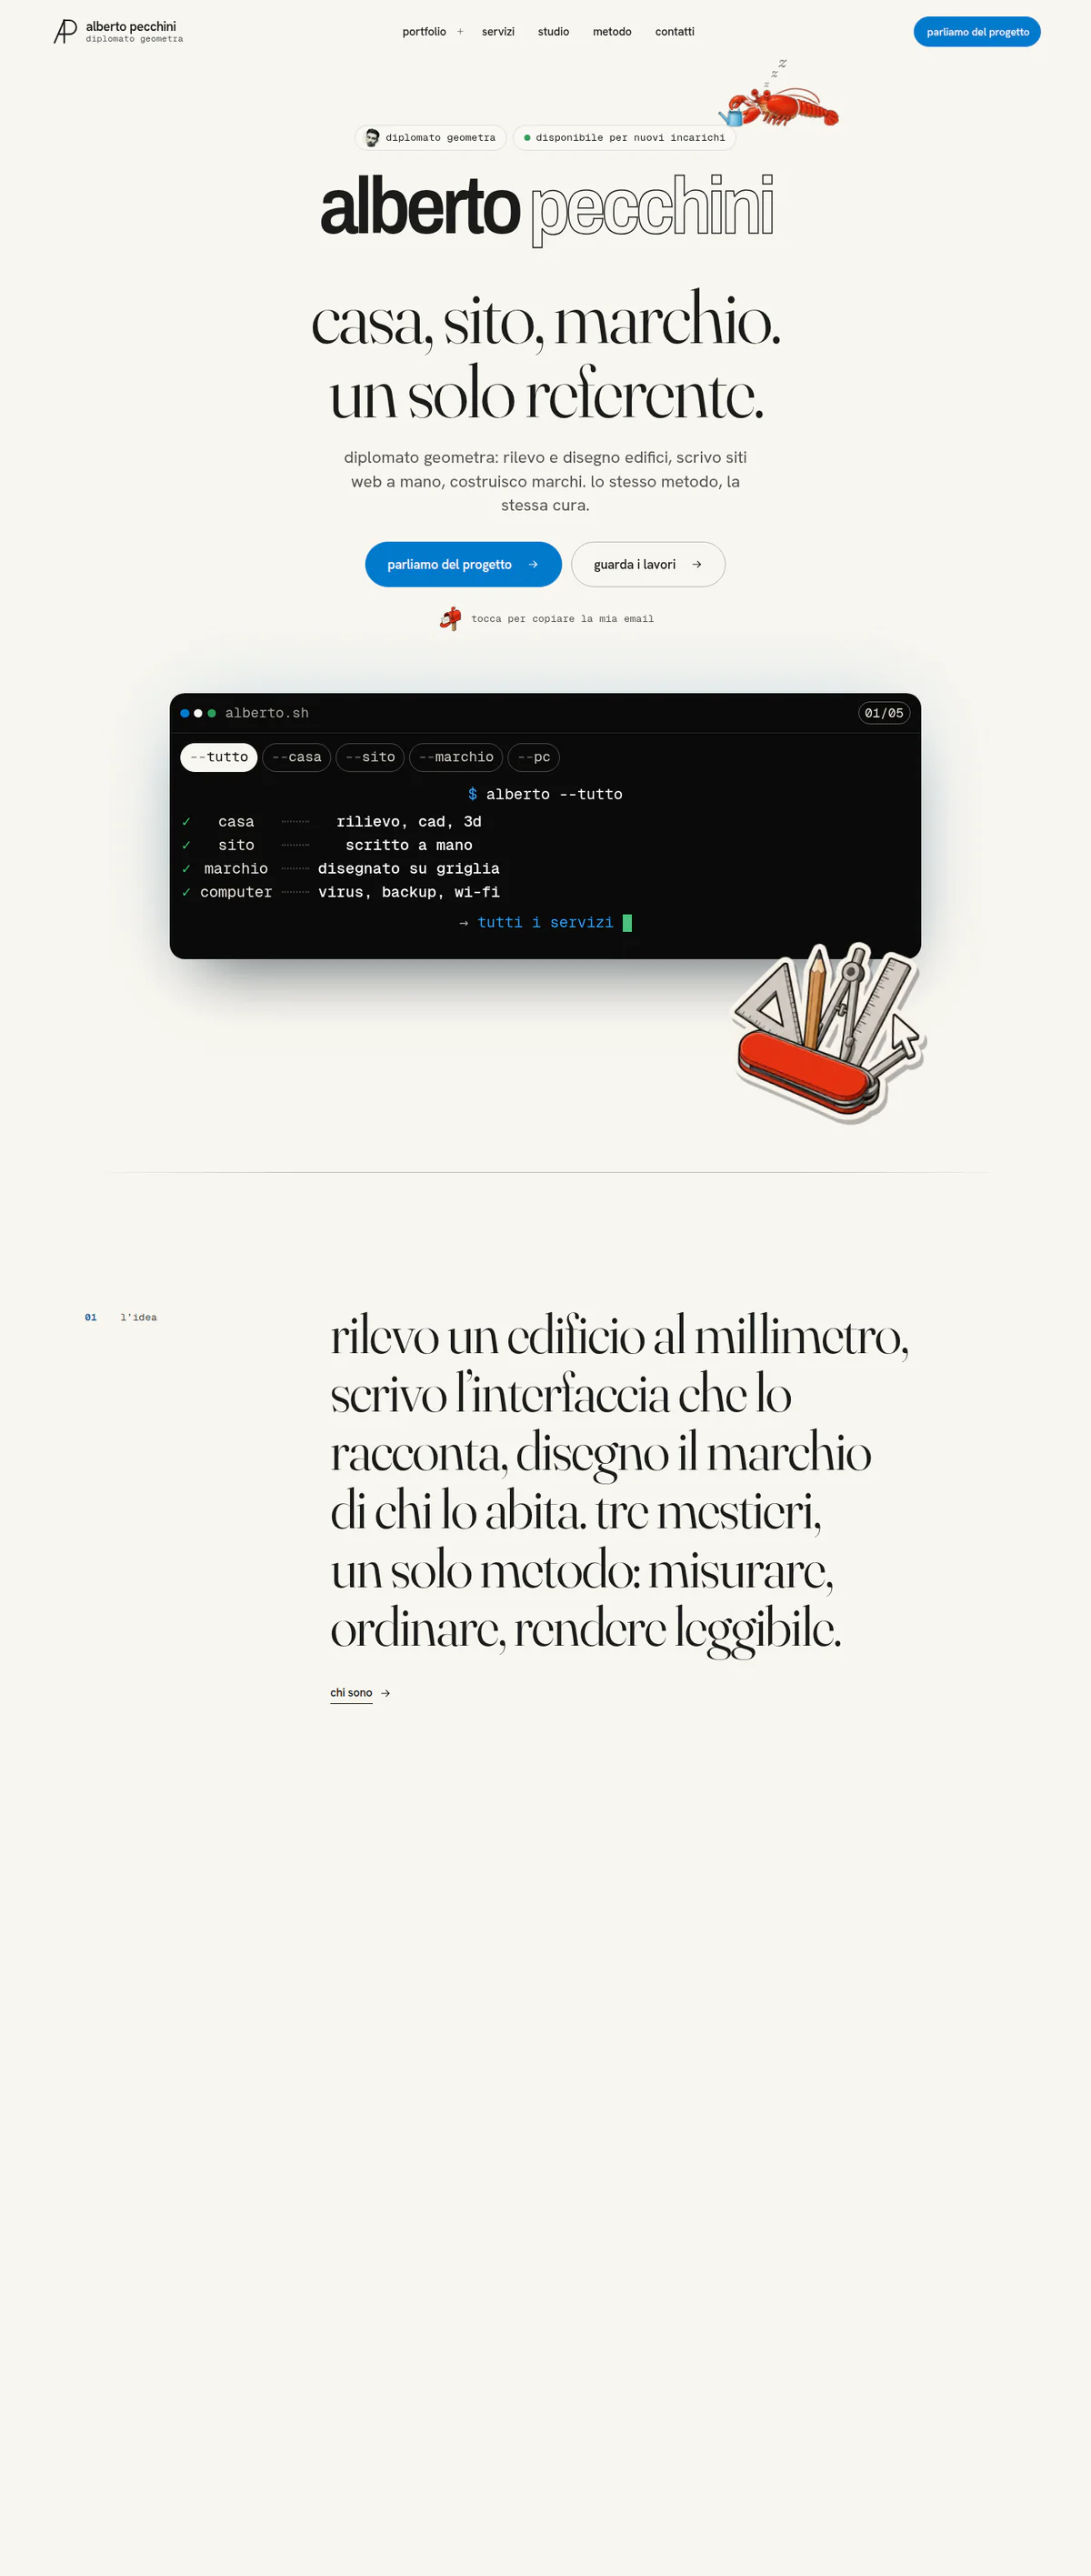 alberto pecchini
diplomato geometra
portfolio + servizi studio metodo contatti
parliamo del progetto
z z z
diplomato geometra
disponibile per nuovi incarichi
alberto pecchini
casa, sito, marchio.
un solo referente.
diplomato geometra: rilevo e disegno edifici, scrivo siti
web a mano, costruisco marchi. lo stesso metodo, la
stessa cura.
parliamo del progetto →
guarda i lavori →
tocca per copiare la mia email
alberto.sh
01/05
--tutto --casa --sito --marchio --pc
$ alberto --tutto
✓ casa ········· rilievo, cad, 3d
✓ sito ········· scritto a mano
✓ marchio ········· disegnato su griglia
✓ computer ········· virus, backup, wi-fi
→ tutti i servizi
01 l'idea
rilevo un edificio al millimetro,
scrivo l’interfaccia che lo
racconta, disegno il marchio
di chi lo abita. tre mestieri,
un solo metodo: misurare,
ordinare, rendere leggibile.
chi sono →